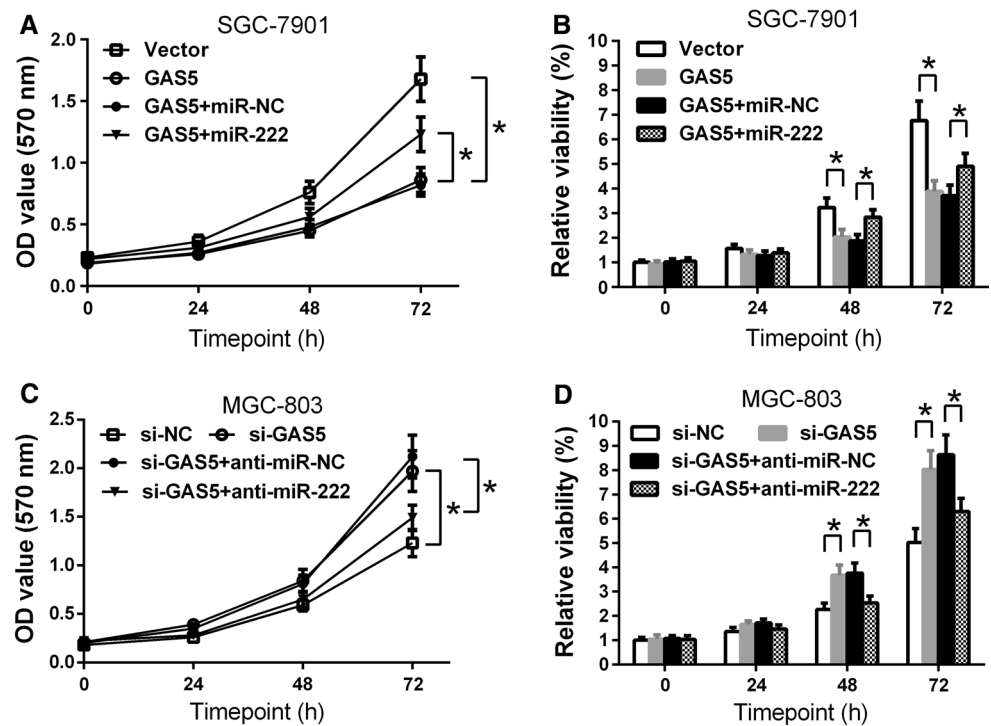 A
SGC-7901
OD value (570 nm)
2.0
1.5
1.0
0.5
0.0
Vector
GAS5
GAS5+miR-NC
GAS5+miR-222
*
*
0 24 48 72
Timepoint (h)
B
SGC-7901
Relative viability (%)
10
9
8
7
6
5
4
3
2
1
0
Vector
GAS5
GAS5+miR-NC
GAS5+miR-222
* * * *
0 24 48 72
Timepoint (h)
C
MGC-803
OD value (570 nm)
2.5
2.0
1.5
1.0
0.5
0.0
si-NC si-GAS5
si-GAS5+anti-miR-NC
si-GAS5+anti-miR-222
*
*
0 24 48 72
Timepoint (h)
D
MGC-803
Relative viability (%)
10
9
8
7
6
5
4
3
2
1
0
si-NC si-GAS5
si-GAS5+anti-miR-NC
si-GAS5+anti-miR-222
* * * *
0 24 48 72
Timepoint (h)